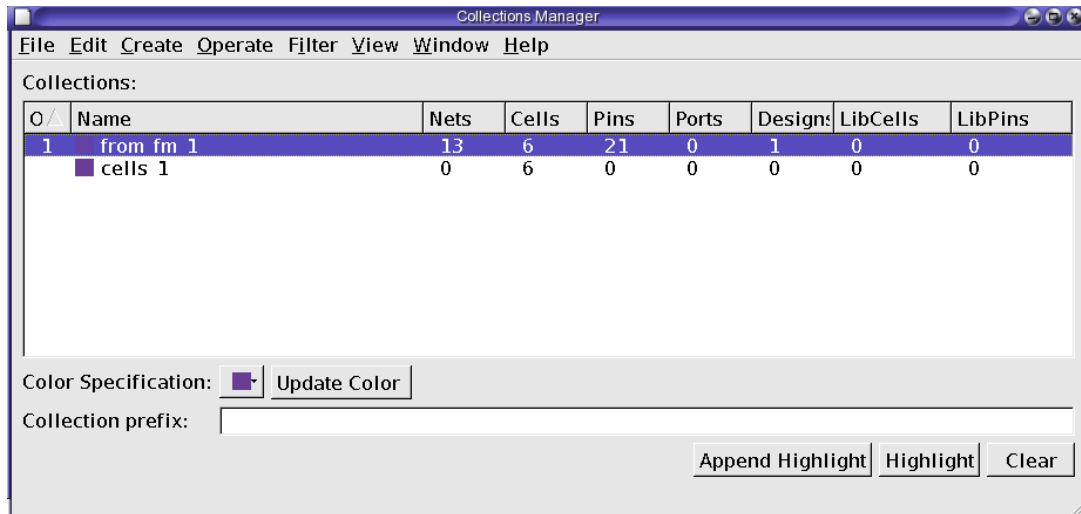 Collections Manager
File Edit Create Operate Filter View Window Help
Collections:
O Name Nets Cells Pins Ports Designs LibCells LibPins
1 from fm 1 13 6 21 0 1 0 0
cells 1 0 6 0 0 0 0 0
Color Specification: Update Color
Collection prefix:
Append Highlight Highlight Clear